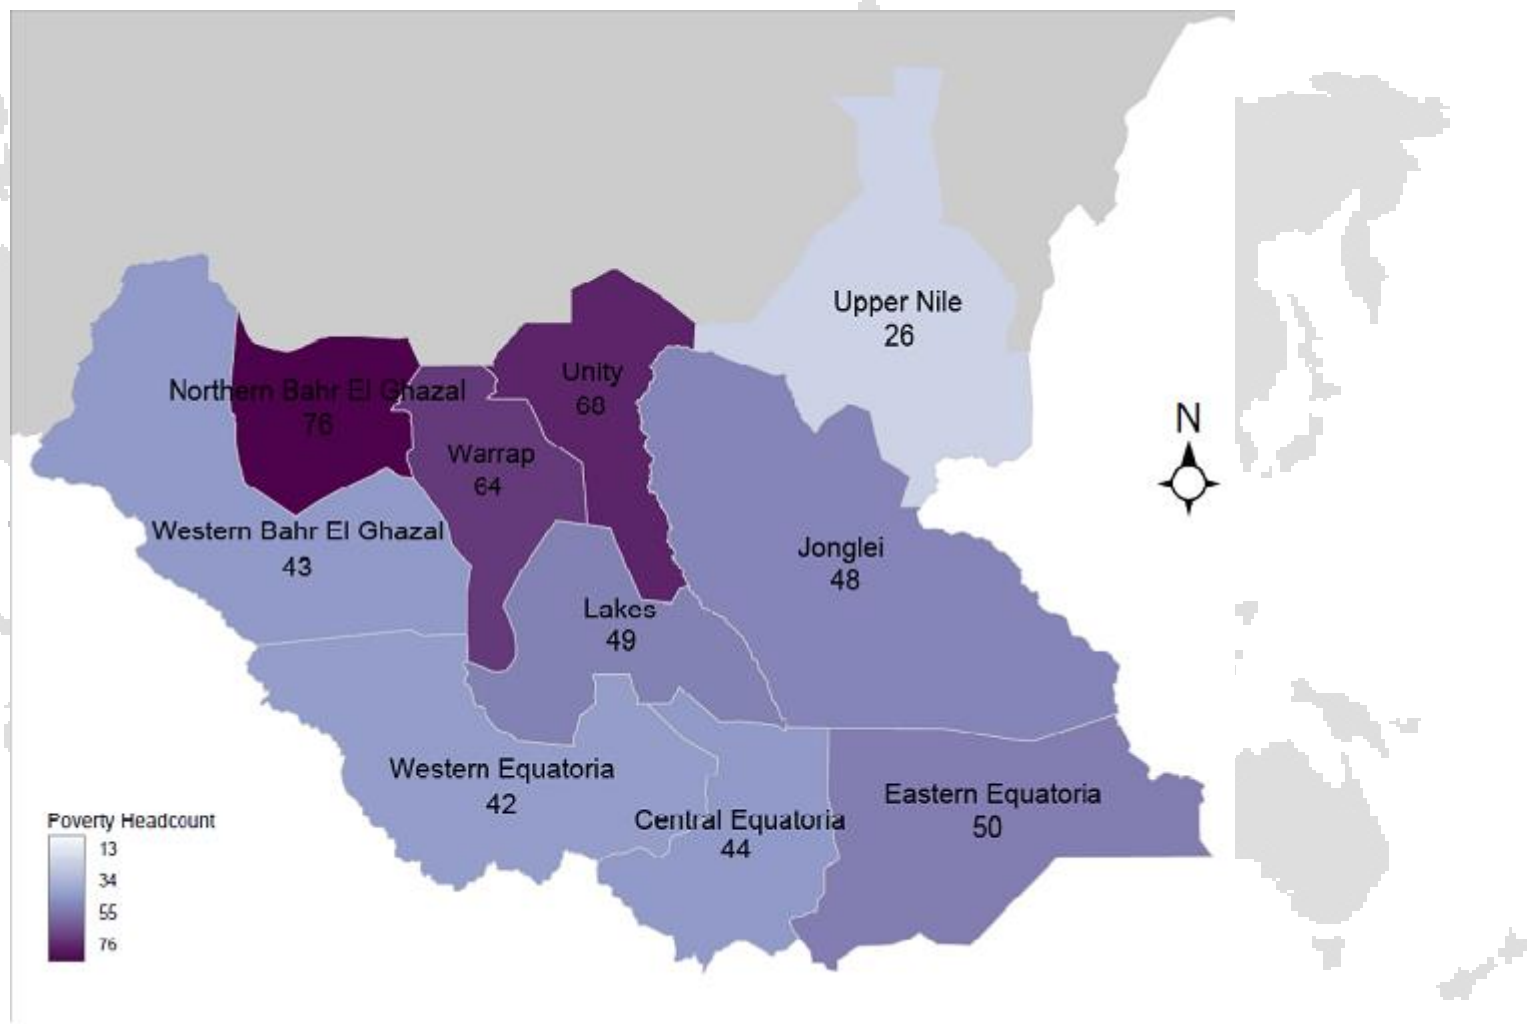 Upper Nile
26
N
Unity
68
Northern Bahr El Ghazal
76
Warrap
64
Western Bahr El Ghazal
43
Jonglei
48
Lakes
49
Western Equatoria
42
Central Equatoria
44
Eastern Equatoria
50
Poverty Headcount
13
34
55
76